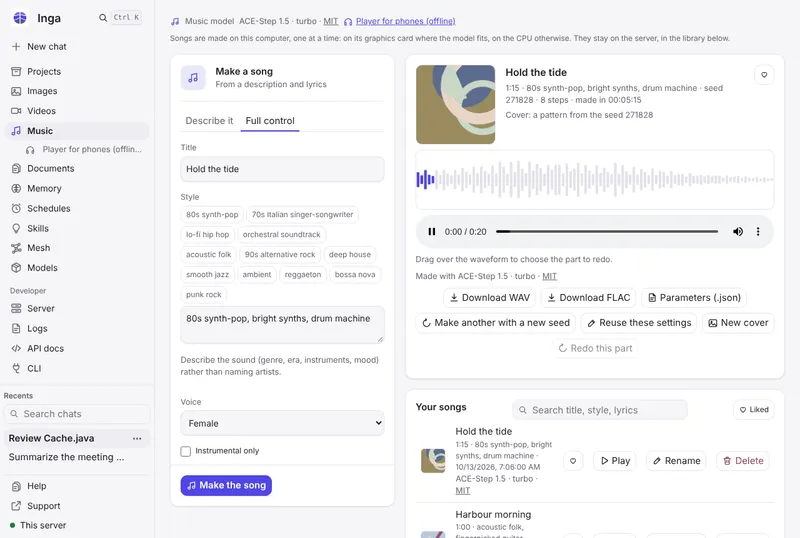 Inga
Ctrl K
New chat
Projects
Images
Videos
Music
Player for phones (offlin...
Documents
Memory
Schedules
Skills
Mesh
Models
Developer
Server
Logs
API docs
CLI
Recents
Search chats
Review Cache.java
Summarize the meeting ...
Help
Support
This server
Music model ACE-Step 1.5 · turbo · MIT Player for phones (offline)
Songs are made on this computer, one at a time: on its graphics card where the model fits, on the CPU otherwise. They stay on the server, in the library below.
Make a song
From a description and lyrics
Describe it Full control
Title
Hold the tide
Style
80s synth-pop 70s Italian singer-songwriter
lo-fi hip hop orchestral soundtrack
acoustic folk 90s alternative rock deep house
smooth jazz ambient reggaeton bossa nova
punk rock
80s synth-pop, bright synths, drum machine
Describe the sound (genre, era, instruments, mood)
rather than naming artists.
Voice
Female
Instrumental only
Make the song
Hold the tide
1:15 · 80s synth-pop, bright synths, drum machine · seed
271828 · 8 steps · made in 00:05:15
Cover: a pattern from the seed 271828
0:00 / 0:20
Drag over the waveform to choose the part to redo.
Made with ACE-Step 1.5 · turbo · MIT
Download WAV Download FLAC Parameters (.json)
Make another with a new seed Reuse these settings New cover
Redo this part
Your songs Search title, style, lyrics Liked
Hold the tide
1:15 · 80s synth-pop, bright
synths, drum machine ·
10/13/2026, 7:06:00 AM
ACE-Step 1.5 · turbo ·
MIT
Play Rename Delete
Harbour morning
1:00 · acoustic folk,
fingerpicked guitar